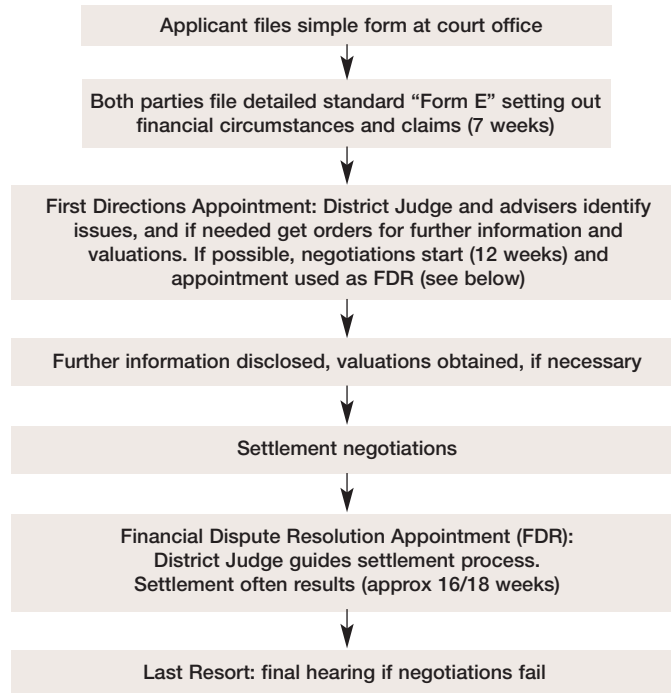 Applicant files simple form at court office
Both parties file detailed standard “Form E” setting out
financial circumstances and claims (7 weeks)
First Directions Appointment: District Judge and advisers identify
issues, and if needed get orders for further information and
valuations. If possible, negotiations start (12 weeks) and
appointment used as FDR (see below)
Further information disclosed, valuations obtained, if necessary
Settlement negotiations
Financial Dispute Resolution Appointment (FDR):
District Judge guides settlement process.
Settlement often results (approx 16/18 weeks)
Last Resort: final hearing if negotiations fail